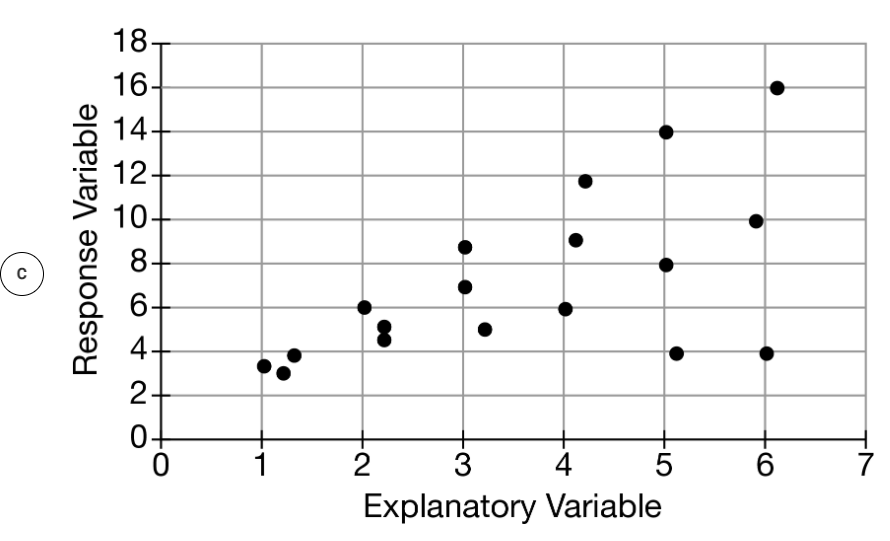 18
16
14
12
10
8
6
4
2
0
Response Variable
C
0 1 2 3 4 5 6 7
Explanatory Variable